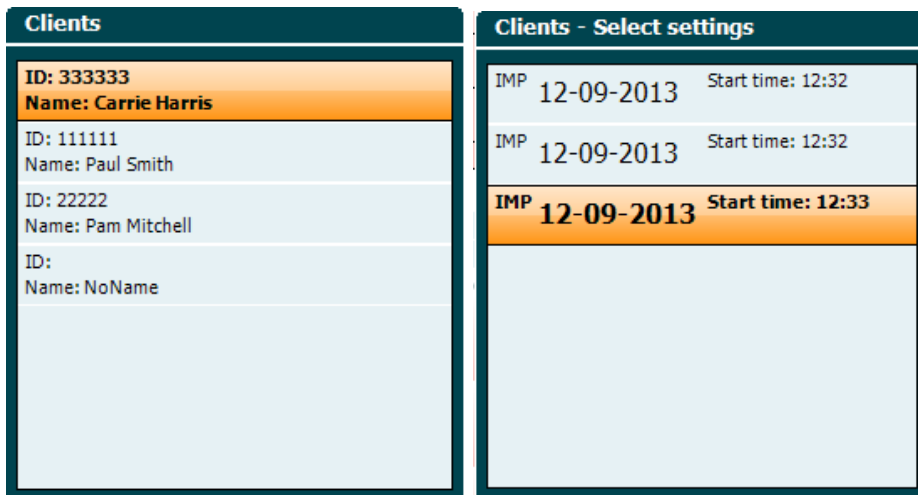 Clients
ID: 333333
Name: Carrie Harris
ID: 111111
Name: Paul Smith
ID: 22222
Name: Pam Mitchell
ID:
Name: NoName
Clients - Select settings
IMP 12-09-2013 Start time: 12:32
IMP 12-09-2013 Start time: 12:32
IMP 12-09-2013 Start time: 12:33